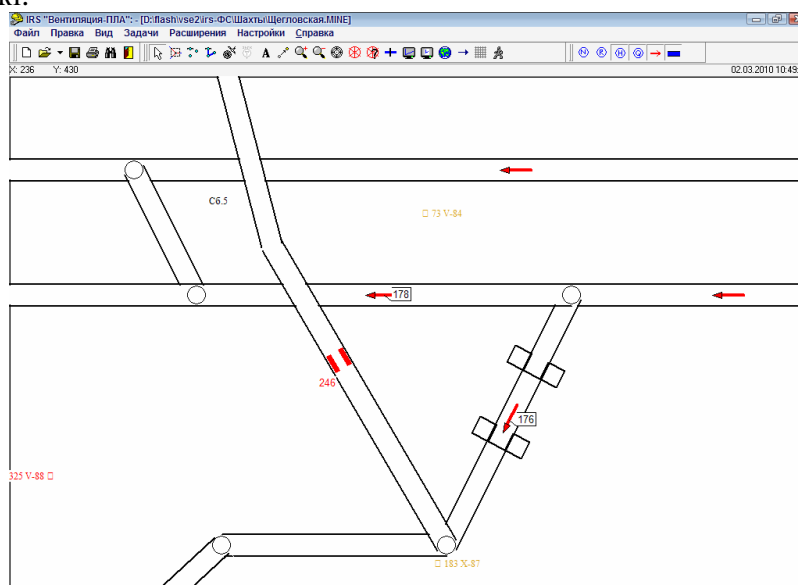 IRS "Вентиляция-ПЛА": - [D:\flash\vse2\irs-ФС\Шахты\Щегловская.MINE]
Файл Правка Вид Задачи Расширения Настройки Справка
X: 236 Y: 430 02.03.2010 10:49:
С6.5
73 V-84
178
246
176
325 V-88
183 X-87